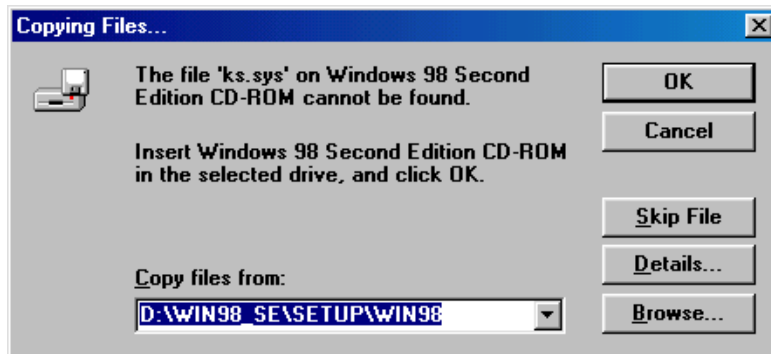 Copying Files...
The file 'ks.sys' on Windows 98 Second
Edition CD-ROM cannot be found.
Insert Windows 98 Second Edition CD-ROM
in the selected drive, and click OK.
Copy files from:
D:\WIN98_SE\SETUP\WIN98
OK
Cancel
Skip File
Details...
Browse...